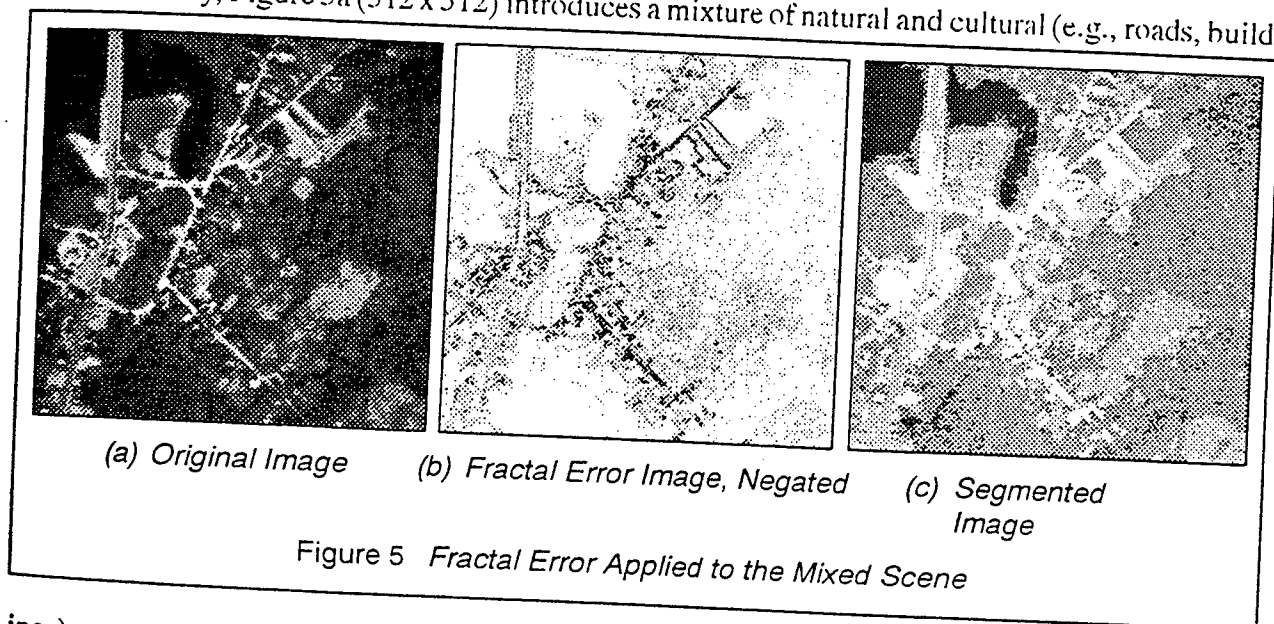 Figure 5a (512 x 512) introduces a mixture of natural and cultural (e.g., roads, build
(a) Original Image
(b) Fractal Error Image, Negated
(c) Segmented
Image
Figure 5 Fractal Error Applied to the Mixed Scene